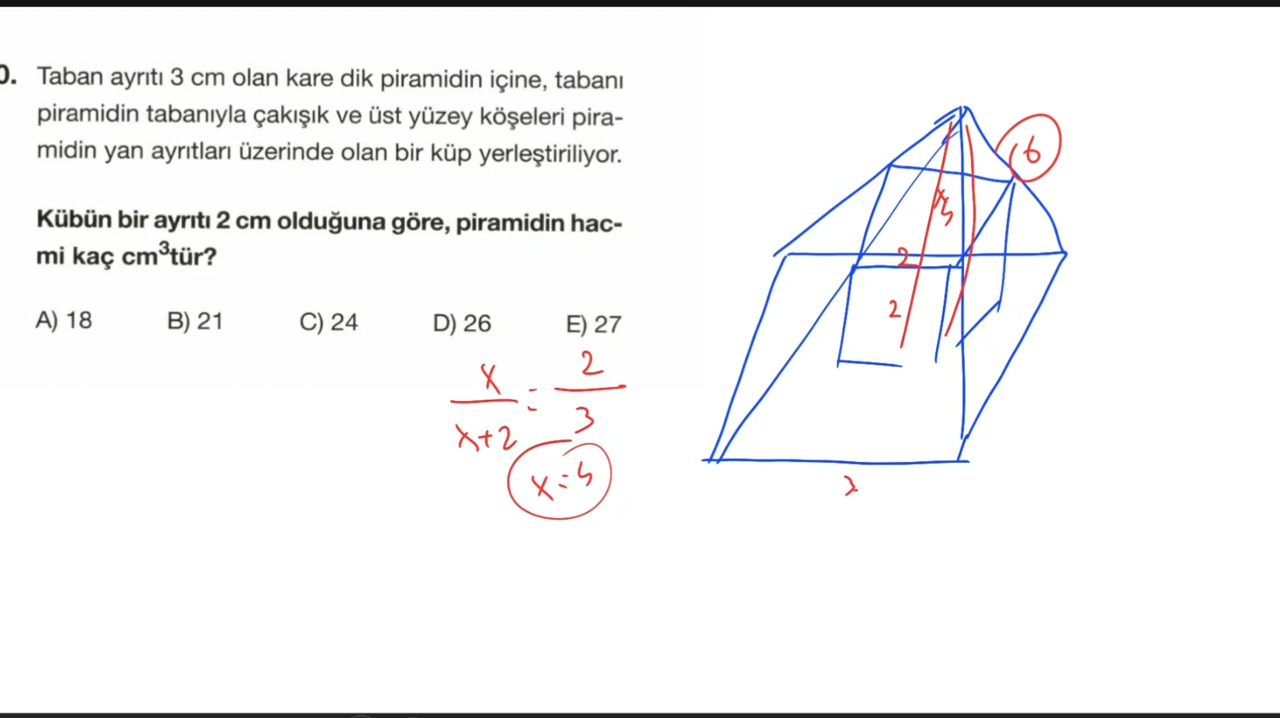 0. Taban ayrıtı 3 cm olan kare dik piramidin içine, tabanı
piramidin tabanıyla çakışık ve üst yüzey köşeleri pira-
midin yan ayrıtları üzerinde olan bir küp yerleştiriliyor.
Kübün bir ayrıtı 2 cm olduğuna göre, piramidin hac-
mi kaç cm³tür?
A) 18 B) 21 C) 24 D) 26 E) 27
x/x+2 = 2/3
6
2
2